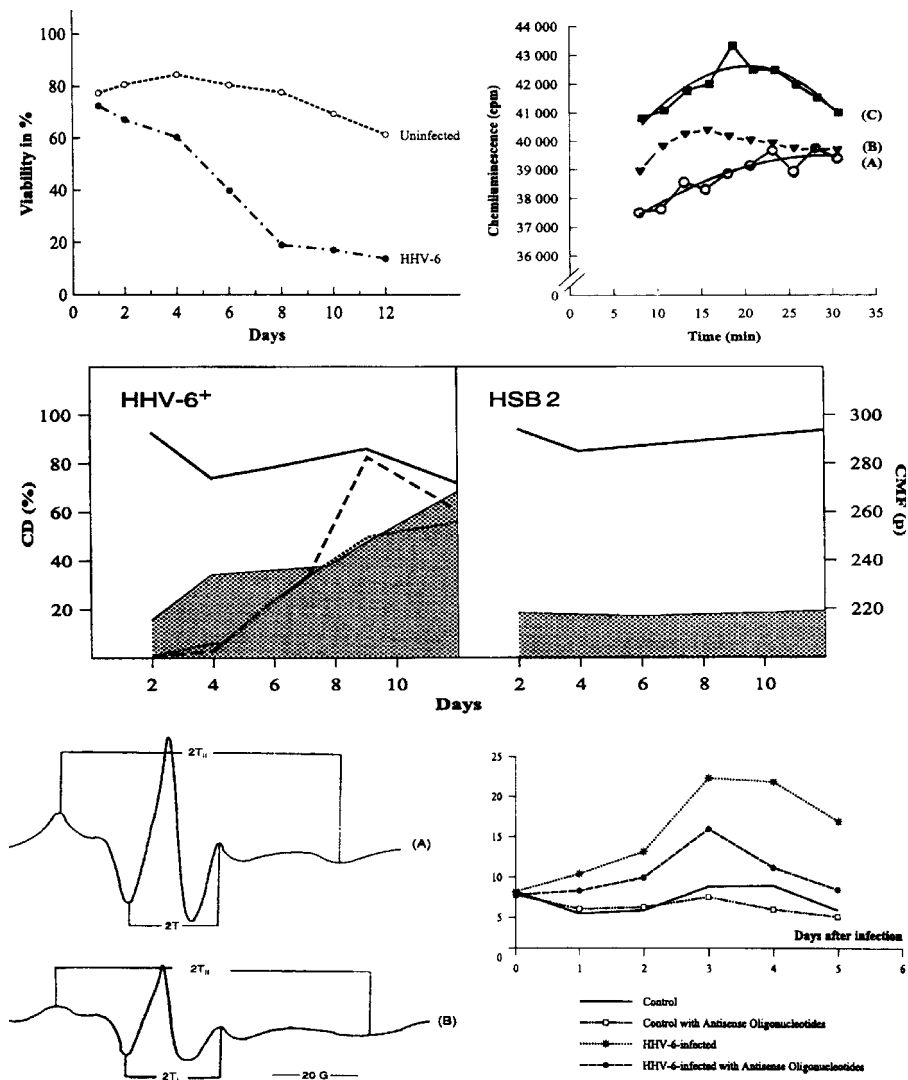 100
80
60
40
20
0
Viability in %
Uninfected
HHV-6
0 2 4 6 8 10 12
Days
44 000
43 000
42 000
41 000
40 000
39 000
38 000
37 000
36 000
0
Chemiluminescence (cpm)
(C)
(B)
(A)
0 5 10 15 20 25 30 35
Time (min)
HHV-6+
HSB 2
100
80
60
40
20
CD (%)
300
280
260
240
220
CMF (p)
2 4 6 8 10
2 4 6 8 10
Days
2T||
(A)
2T
2T||
(B)
2T
20 G
25
20
15
10
5
0
Days after infection
0 1 2 3 4 5 6
Control
Control with Antisense Oligonucleotides
HHV-6-infected
HHV-6-infected with Antisense Oligonucleotides